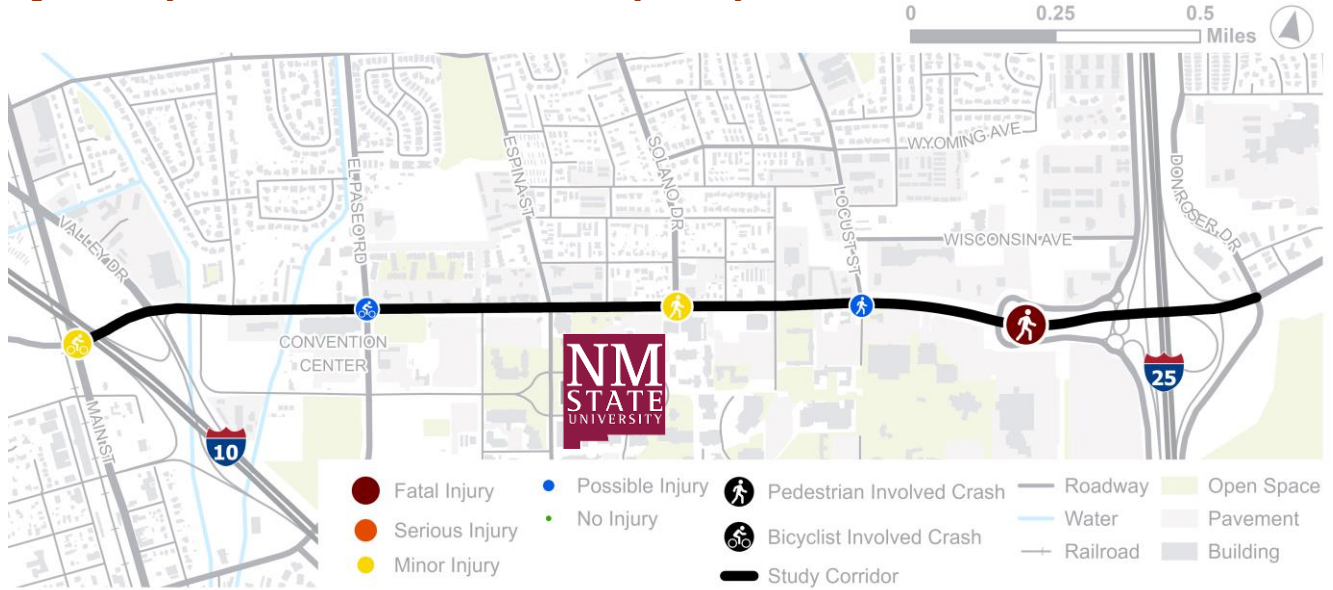 0 0.25 0.5
Miles
WYOMING AVE
EL PASEO RD
ESPINA ST
SOLANO DR
LOCUST ST
DON ROSER DR
VALLEY DR
WISCONSIN AVE
CONVENTION
CENTER
NM
STATE
UNIVERSITY
25
MAIN ST
10
Fatal Injury
Serious Injury
Minor Injury
Possible Injury
No Injury
Pedestrian Involved Crash
Bicyclist Involved Crash
Study Corridor
Roadway
Water
Railroad
Open Space
Pavement
Building